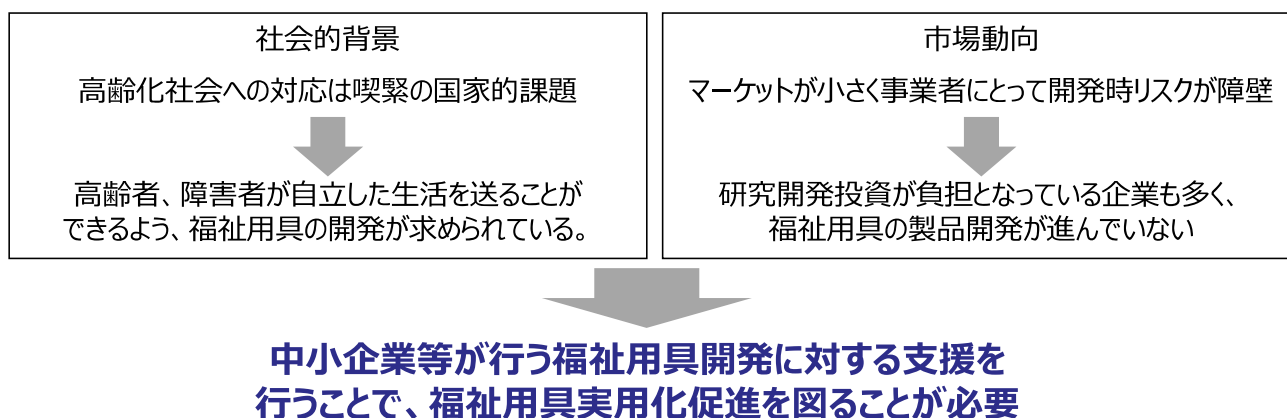 社会的背景
高齢化社会への対応は喫緊の国家的課題
高齢者、障害者が自立した生活を送ることが
できるよう、福祉用具の開発が求められている。
市場動向
マーケットが小さく事業者にとって開発時リスクが障壁
研究開発投資が負担となっている企業も多く、
福祉用具の製品開発が進んでいない
中小企業等が行う福祉用具開発に対する支援を
行うことで、福祉用具実用化促進を図ることが必要